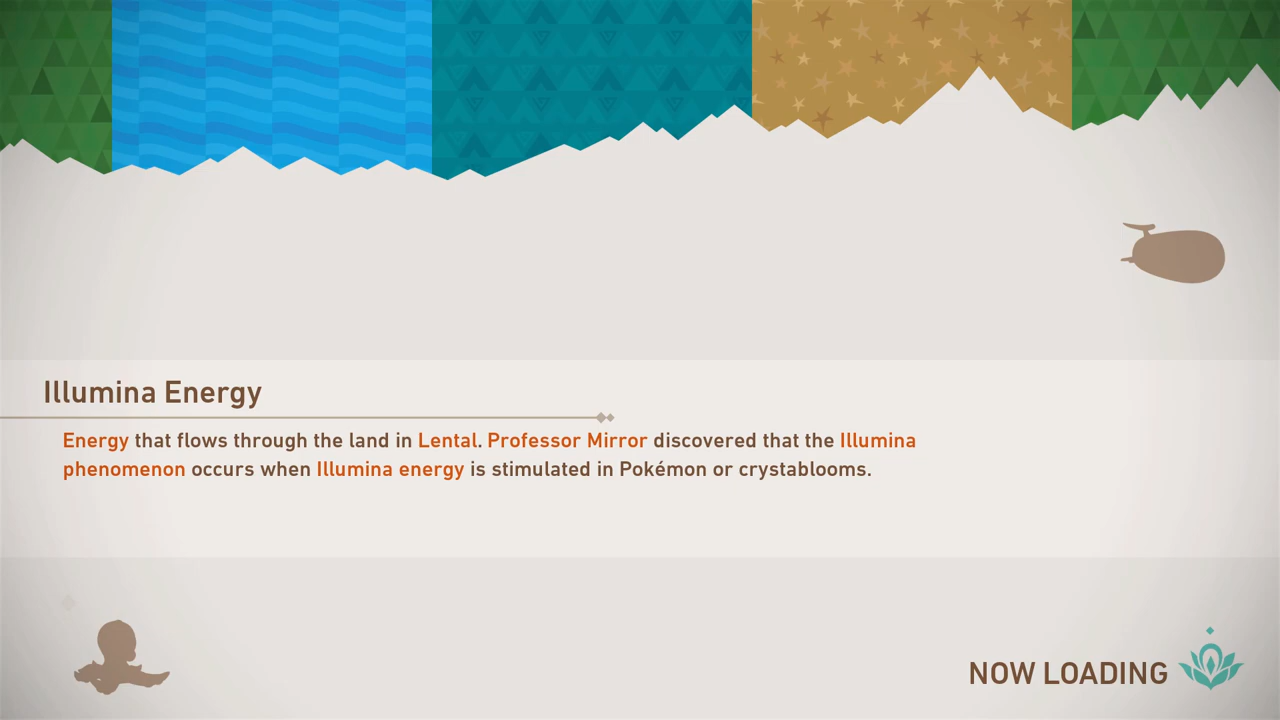 Illumina Energy
Energy that flows through the land in Lental. Professor Mirror discovered that the Illumina
phenomenon occurs when Illumina energy is stimulated in Pokémon or crystablooms.
NOW LOADING